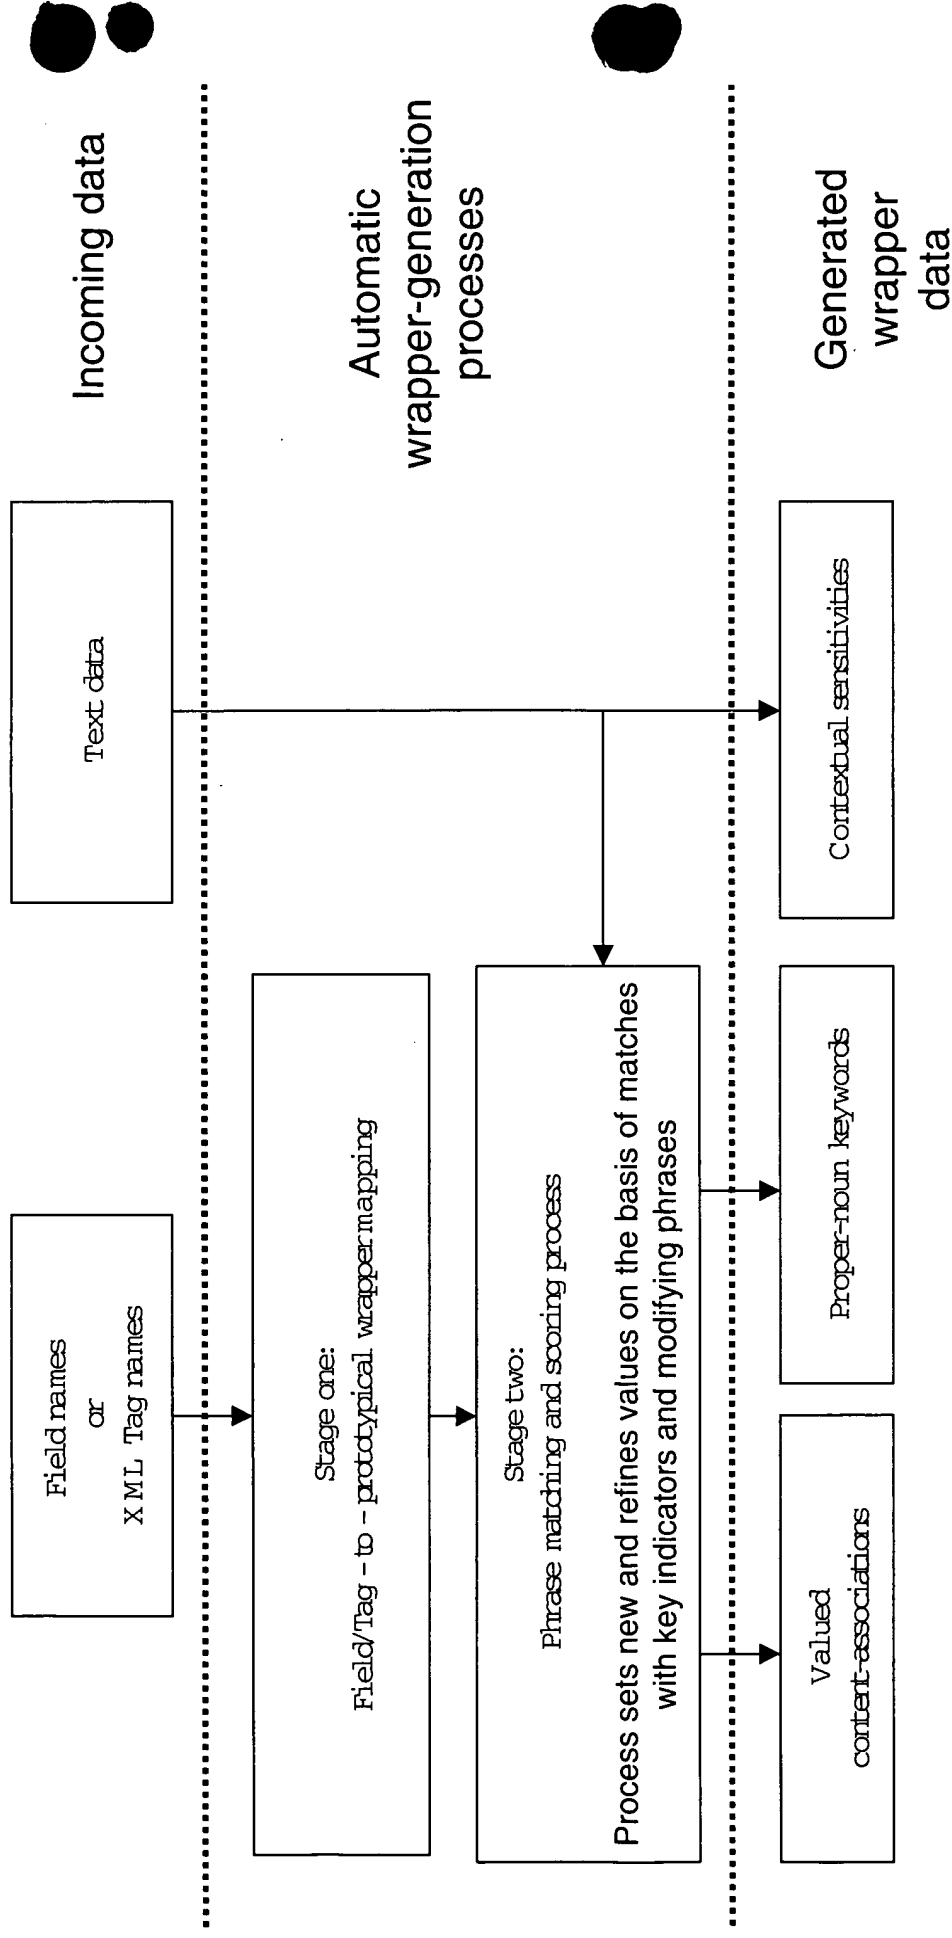 Field names
or
XML Tag names
Text data
Incoming data
Stage one:
Field/Tag - to - prototypical wrapper mapping
Stage two:
Phrase matching and scoring process
Process sets new and refines values on the basis of matches
with key indicators and modifying phrases
Automatic
wrapper-generation
processes
Valued
content-associations
Proper-noun keywords
Contextual sensitivities
Generated
wrapper
data